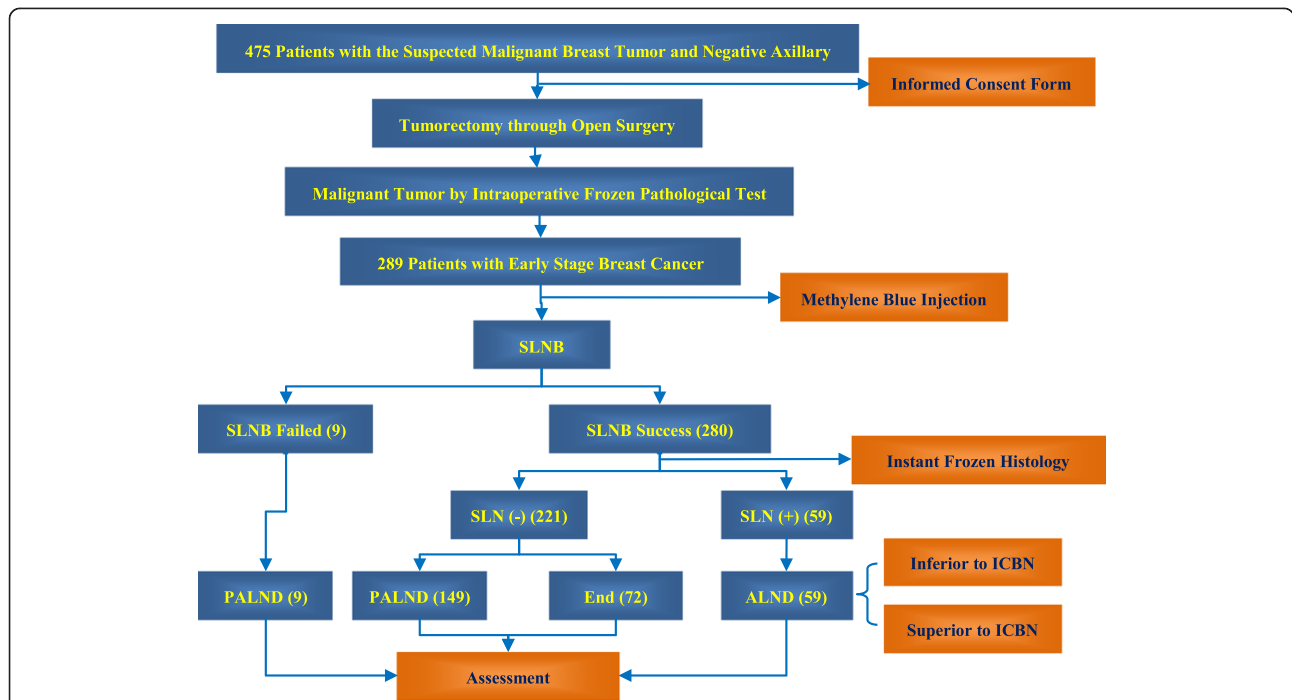 475 Patients with the Suspected Malignant Breast Tumor and Negative Axillary
Informed Consent Form
Tumorectomy through Open Surgery
Malignant Tumor by Intraoperative Frozen Pathological Test
289 Patients with Early Stage Breast Cancer
Methylene Blue Injection
SLNB
SLNB Failed (9)
SLNB Success (280)
Instant Frozen Histology
SLN (-) (221)
SLN (+) (59)
Inferior to ICBN
PALND (9)
PALND (149)
End (72)
ALND (59)
Superior to ICBN
Assessment